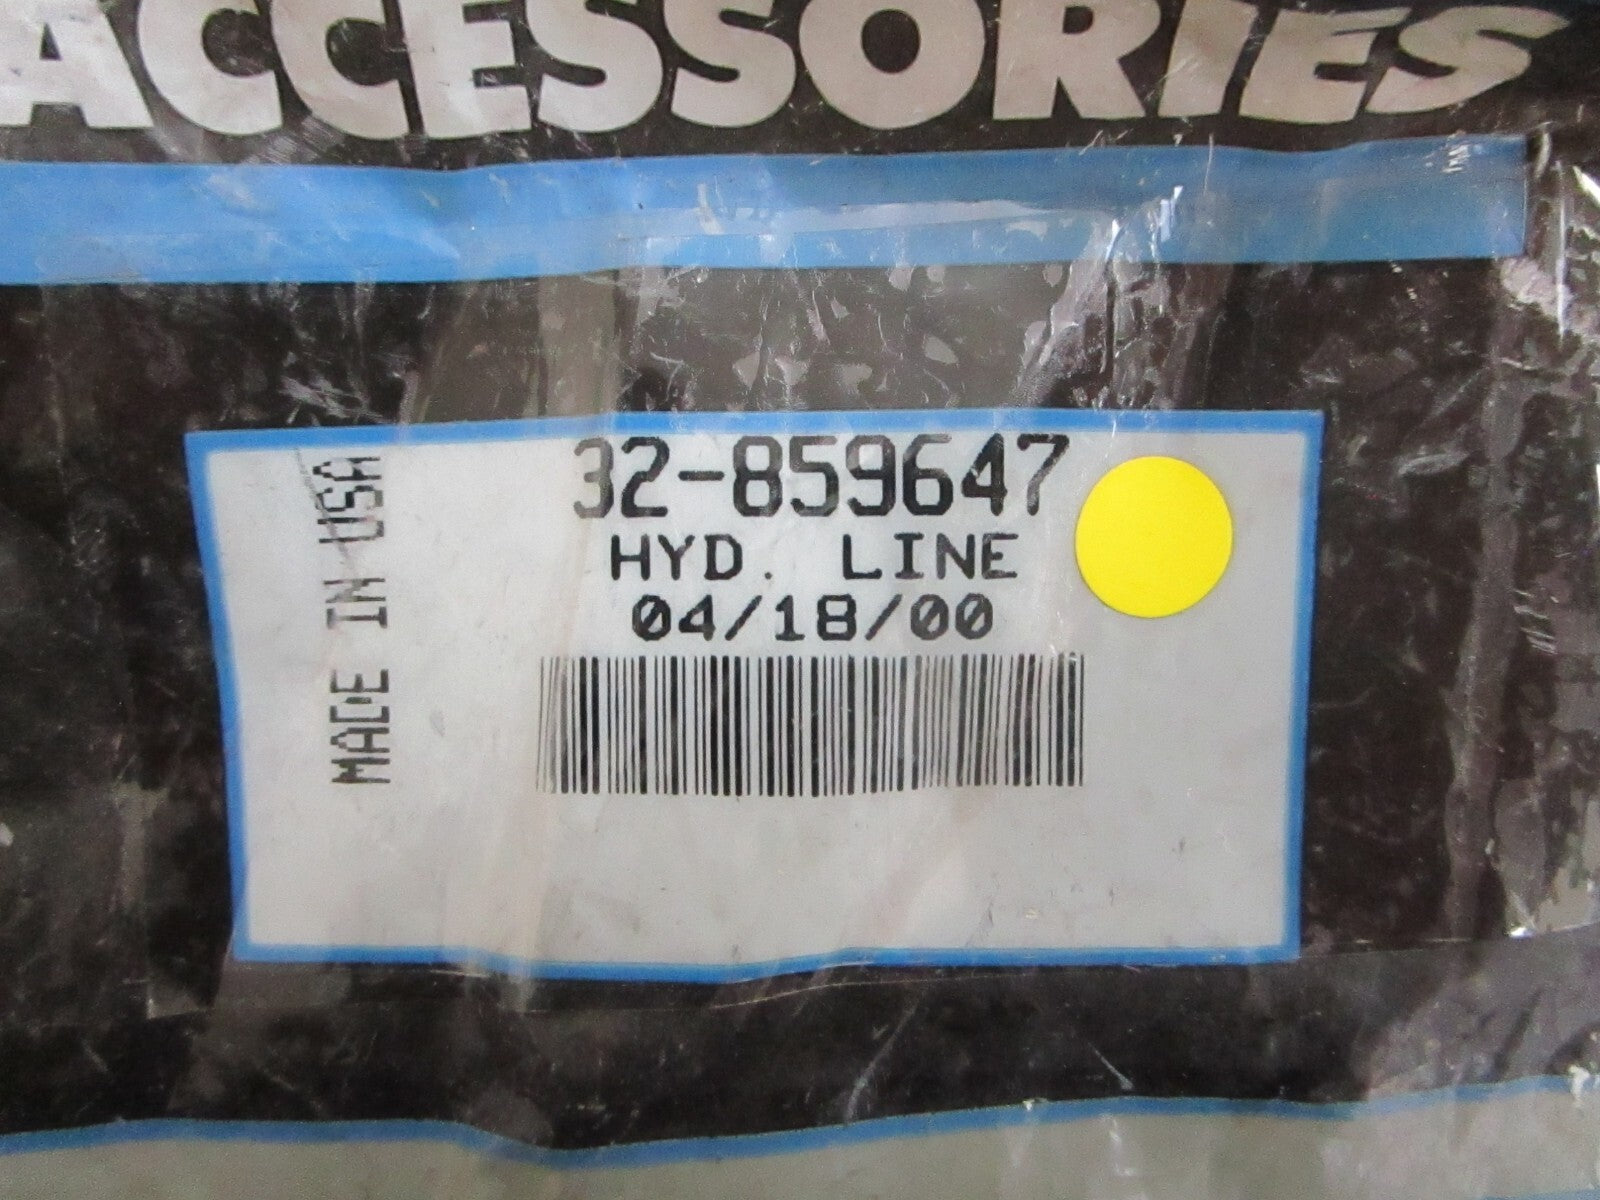 ACCESSORIES
32-859647
HYD. LINE
04/18/00
MADE IN USA